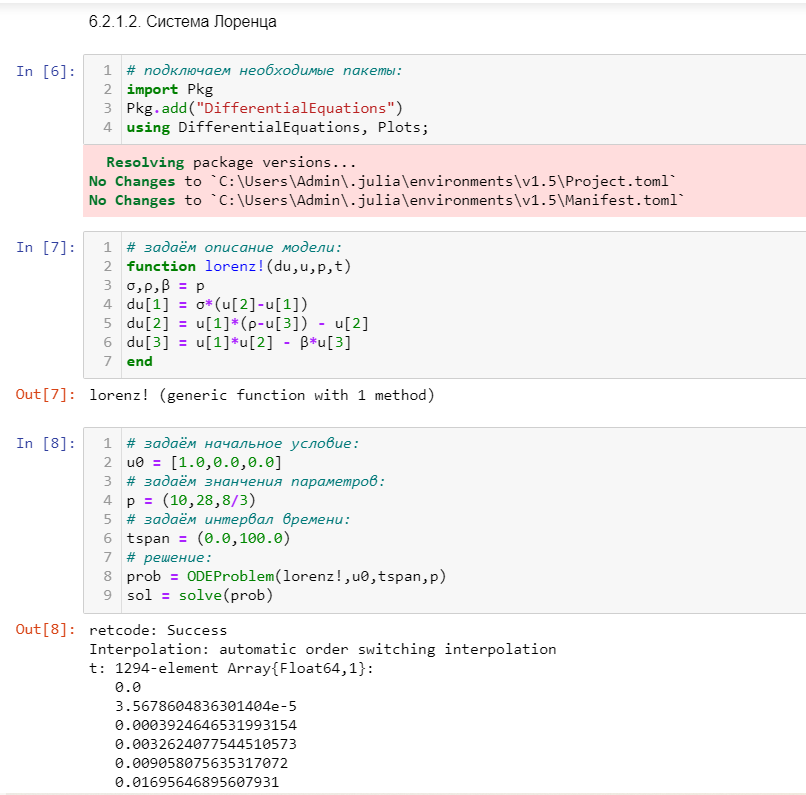 6.2.1.2. Система Лоренца
In [6]:
1 # подключаем необходимые пакеты:
2 import Pkg
3 Pkg.add("DifferentialEquations")
4 using DifferentialEquations, Plots;
Resolving package versions...
No Changes to `C:\Users\Admin\.julia\environments\v1.5\Project.toml`
No Changes to `C:\Users\Admin\.julia\environments\v1.5\Manifest.toml`
In [7]:
1 # задаём описание модели:
2 function lorenz!(du,u,p,t)
3 σ,ρ,β = p
4 du[1] = σ*(u[2]-u[1])
5 du[2] = u[1]*(ρ-u[3]) - u[2]
6 du[3] = u[1]*u[2] - β*u[3]
7 end
Out[7]: lorenz! (generic function with 1 method)
In [8]:
1 # задаём начальное условие:
2 u0 = [1.0,0.0,0.0]
3 # задаём знанчения параметров:
4 p = (10,28,8/3)
5 # задаём интервал времени:
6 tspan = (0.0,100.0)
7 # решение:
8 prob = ODEProblem(lorenz!,u0,tspan,p)
9 sol = solve(prob)
Out[8]: retcode: Success
Interpolation: automatic order switching interpolation
t: 1294-element Array{Float64,1}:
0.0
3.5678604836301404e-5
0.0003924646531993154
0.0032624077544510573
0.009058075635317072
0.01695646895607931